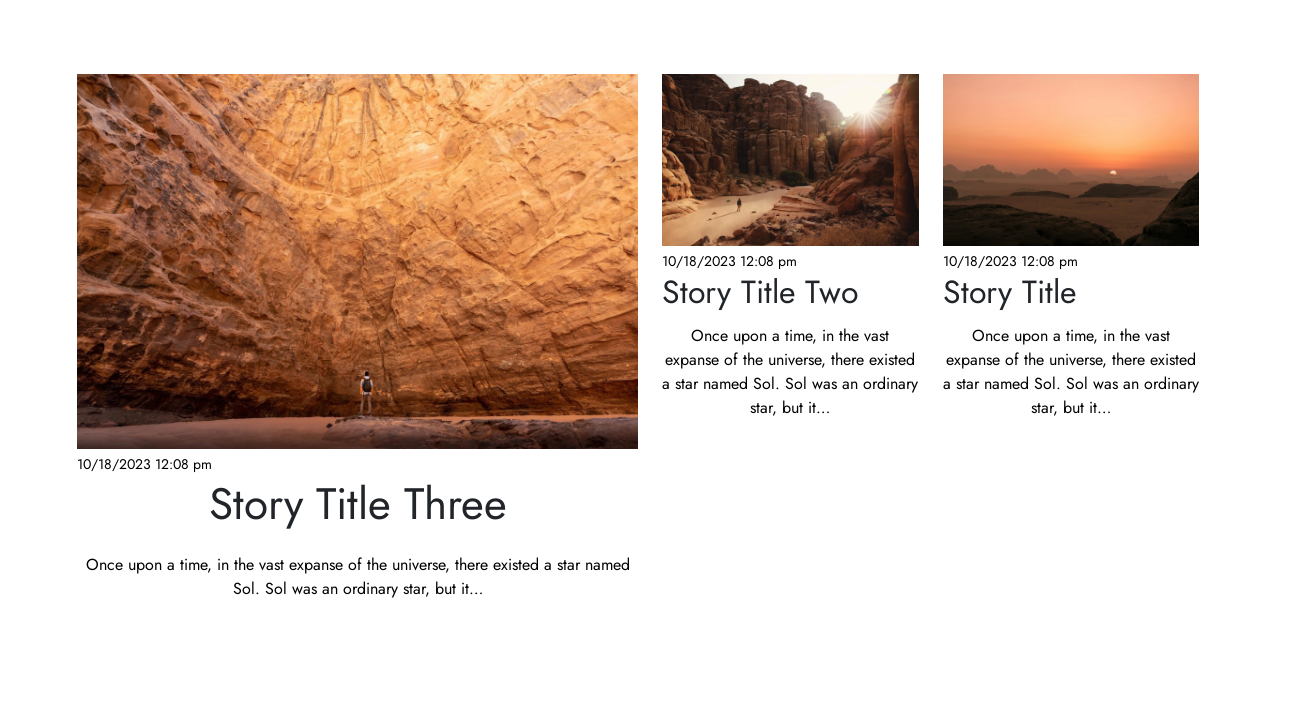 10/18/2023 12:08 pm
Story Title Three
Once upon a time, in the vast expanse of the universe, there existed a star named
Sol. Sol was an ordinary star, but it...
10/18/2023 12:08 pm
Story Title Two
Once upon a time, in the vast
expanse of the universe, there existed
a star named Sol. Sol was an ordinary
star, but it...
10/18/2023 12:08 pm
Story Title
Once upon a time, in the vast
expanse of the universe, there existed
a star named Sol. Sol was an ordinary
star, but it...